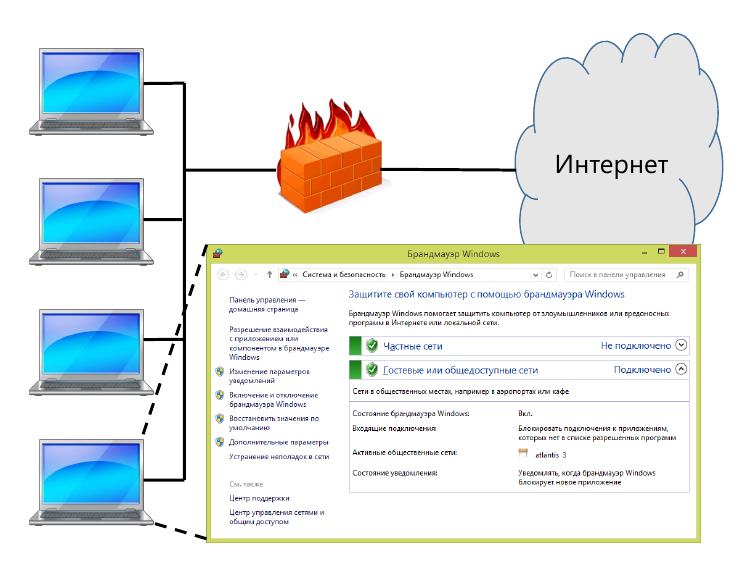 Интернет
Брандмауэр Windows
« Система и безопасность › Брандмауэр Windows
Поиск в панели управления
Панель управления —
домашняя страница
Разрешение взаимодействия
с приложением или
компонентом в брандмауэре
Windows
Изменение параметров
уведомлений
Включение и отключение
брандмауэра Windows
Восстановить значения по
умолчанию
Дополнительные параметры
Устранение неполадок в сети
См. также
Центр поддержки
Центр управления сетями и
общим доступом
Защитите свой компьютер с помощью брандмауэра Windows
Брандмауэр Windows помогает защитить компьютер от злоумышленников или вредоносных
программ в Интернете или локальной сети.
Частные сети Не подключено
Гостевые или общедоступные сети Подключено
Сети в общественных местах, например в аэропортах или кафе
Состояние брандмауэра Windows: Вкл.
Входящие подключения: Блокировать подключения к приложениям,
которых нет в списке разрешенных программ
Активные общественные сети: atlantis 3
Состояние уведомления: Уведомлять, когда брандмауэр Windows
блокирует новое приложение